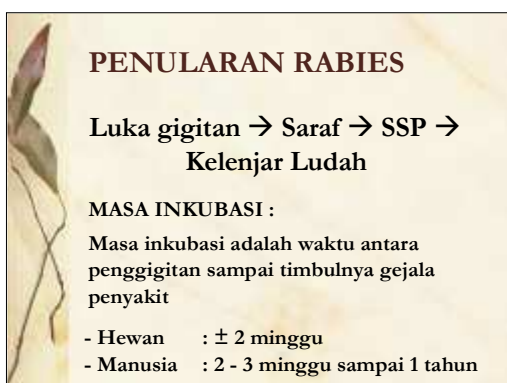 PENULARAN RABIES
Luka gigitan → Saraf → SSP →
Kelenjar Ludah
MASA INKUBASI :
Masa inkubasi adalah waktu antara
penggigitan sampai timbulnya gejala
penyakit
- Hewan : ± 2 minggu
- Manusia : 2 - 3 minggu sampai 1 tahun